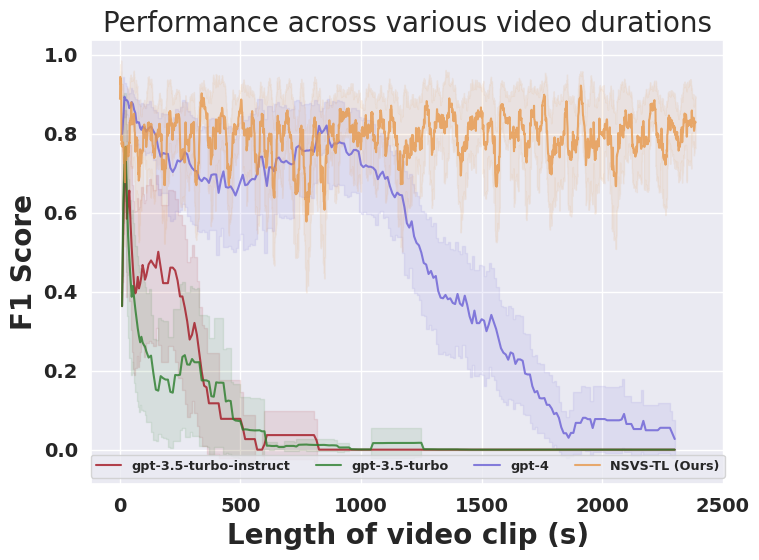 Performance across various video durations
1.0
0.8
0.6
0.4
0.2
0.0
F1 Score
gpt-3.5-turbo-instruct gpt-3.5-turbo gpt-4 NSVS-TL (Ours)
0 500 1000 1500 2000 2500
Length of video clip (s)